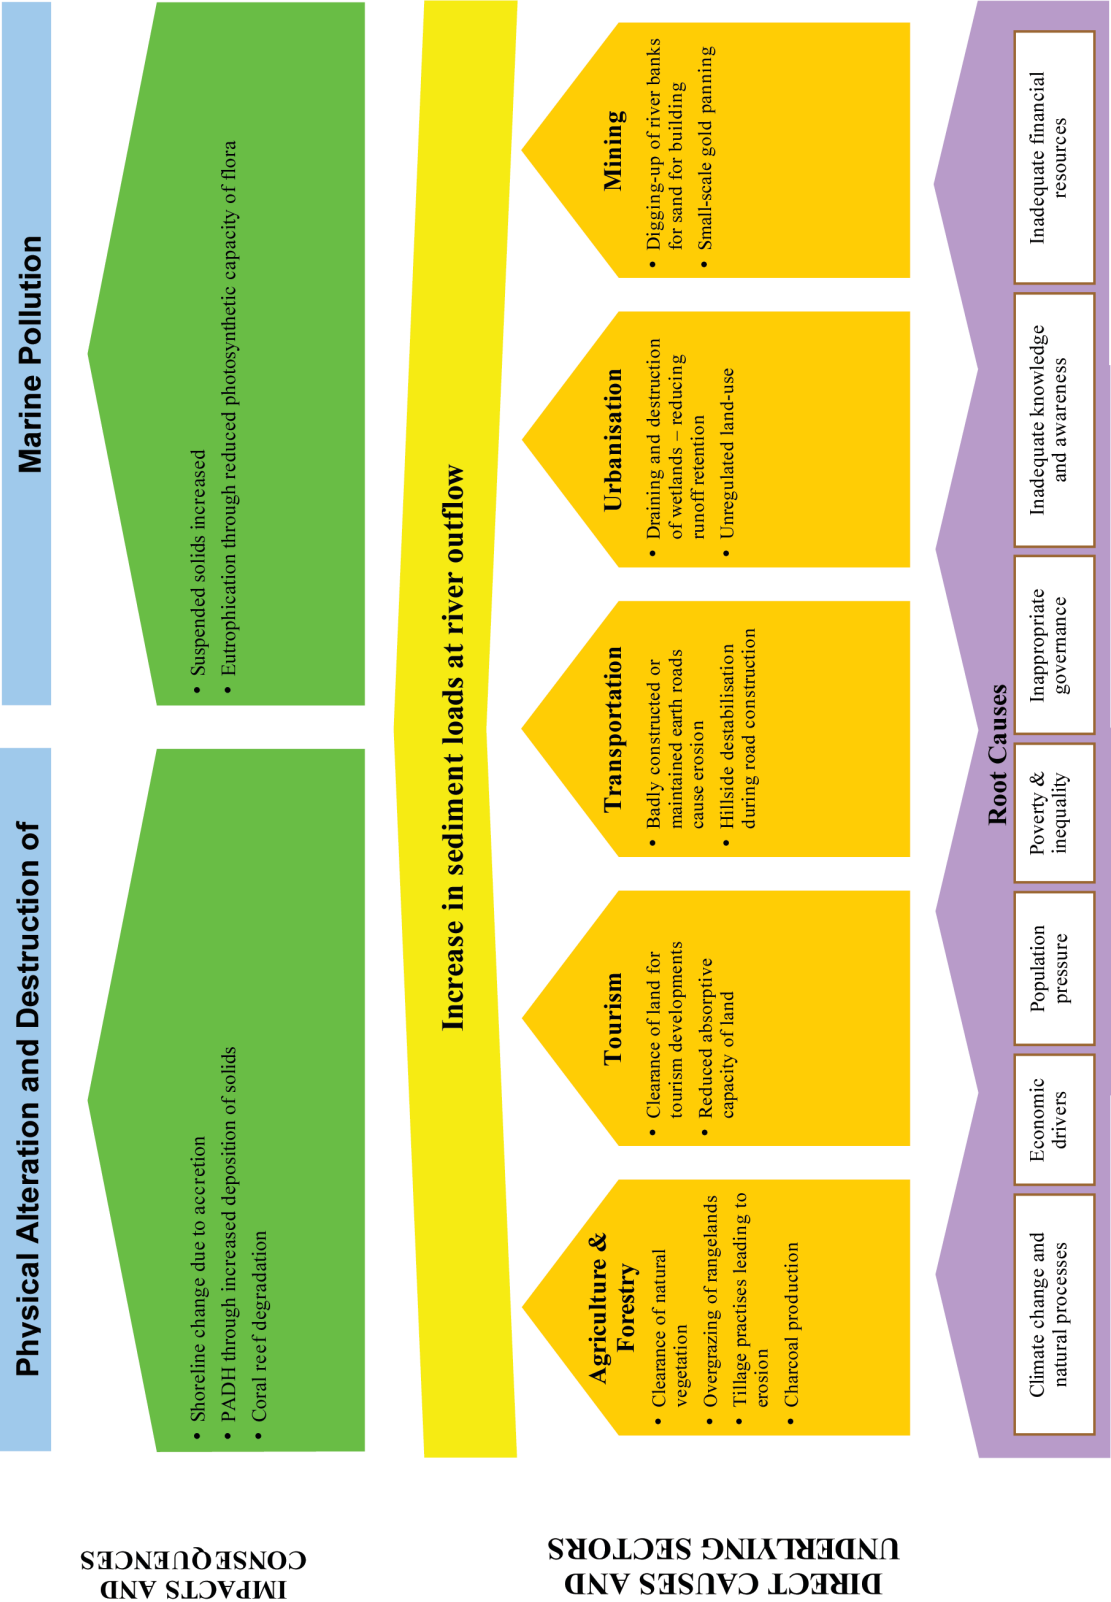 Physical Alteration and Destruction of
Marine Pollution
IMPACTS AND
CONSEQUENCES
• Shoreline change due to accretion
• PADH through increased deposition of solids
• Coral reef degradation
• Suspended solids increased
• Eutrophication through reduced photosynthetic capacity of flora
Increase in sediment loads at river outflow
DIRECT CAUSES AND
UNDERLYING SECTORS
Agriculture &
Forestry
• Clearance of natural
vegetation
• Overgrazing of rangelands
• Tillage practises leading to
erosion
• Charcoal production
Tourism
• Clearance of land for
tourism developments
• Reduced absorptive
capacity of land
Transportation
• Badly constructed or
maintained earth roads
cause erosion
• Hillside destabilisation
during road construction
Urbanisation
• Draining and destruction
of wetlands – reducing
runoff retention
• Unregulated land-use
Mining
• Digging-up of river banks
for sand for building
• Small-scale gold panning
Root Causes
Climate change and
natural processes
Economic
drivers
Population
pressure
Poverty &
inequality
Inappropriate
governance
Inadequate knowledge
and awareness
Inadequate financial
resources